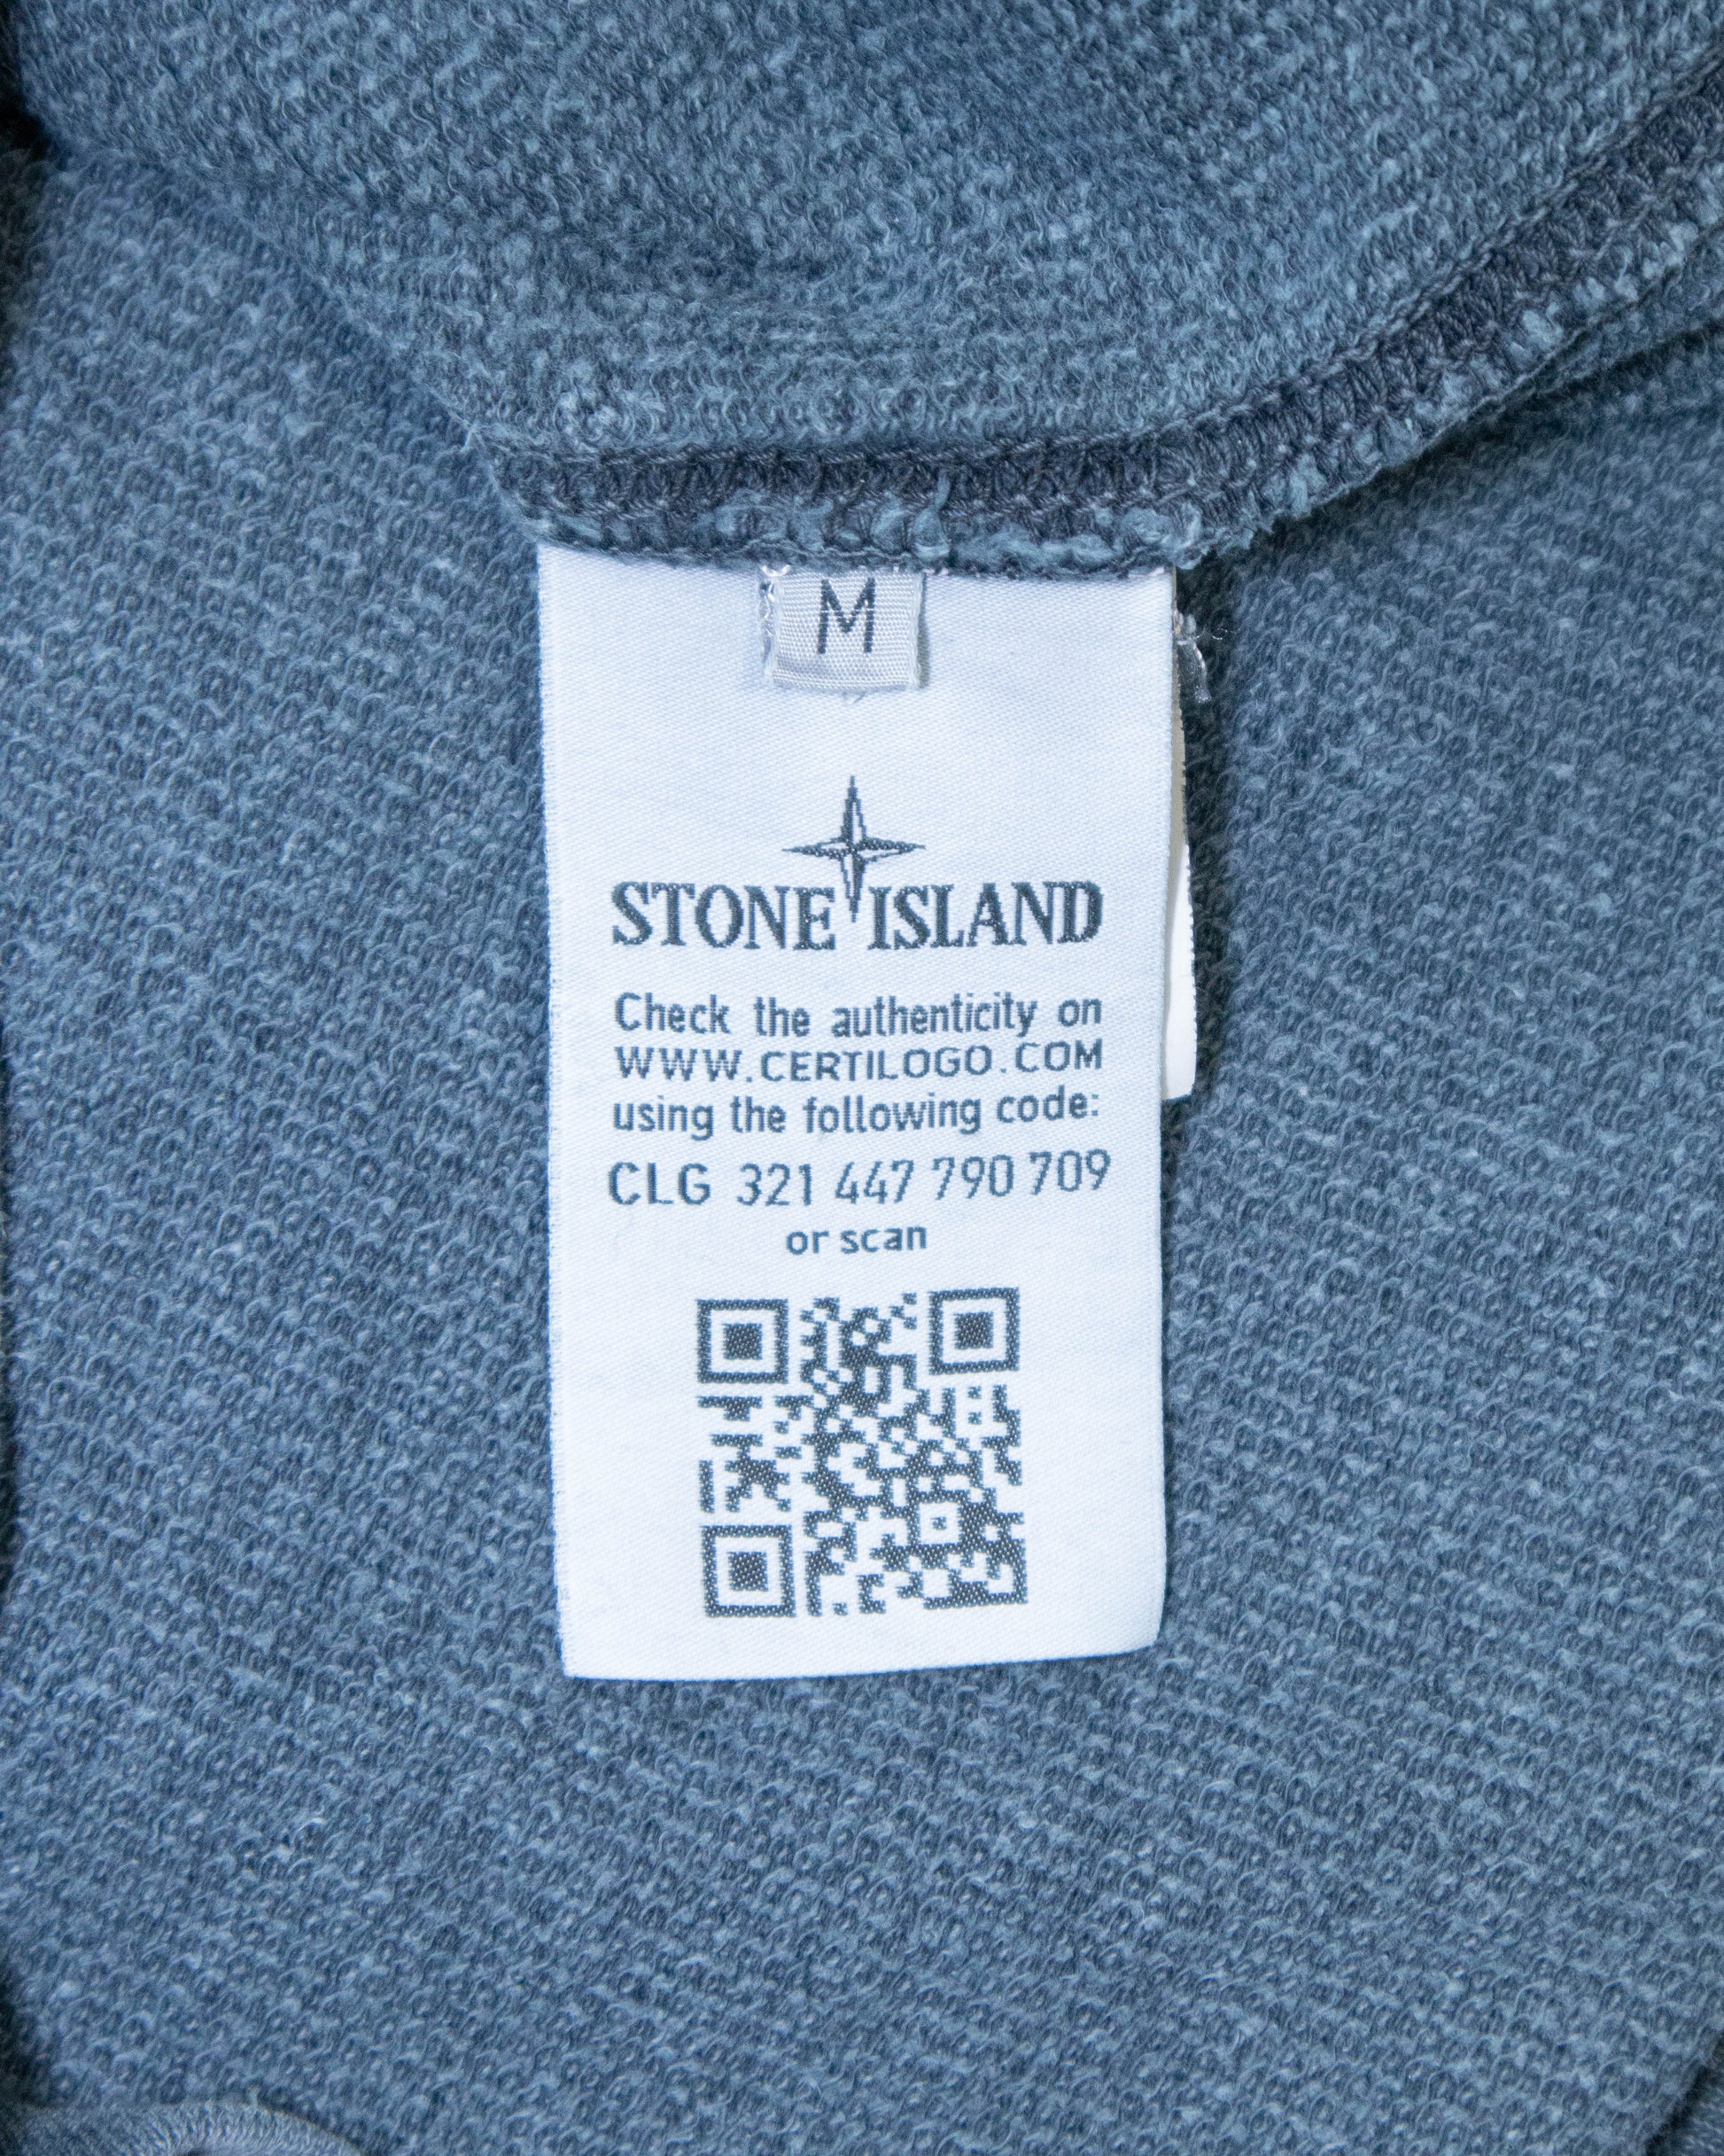 M
STONE ISLAND
Check the authenticity on
WWW.CERTILOGO.COM
using the following code:
CLG 321 447 790 709
or scan